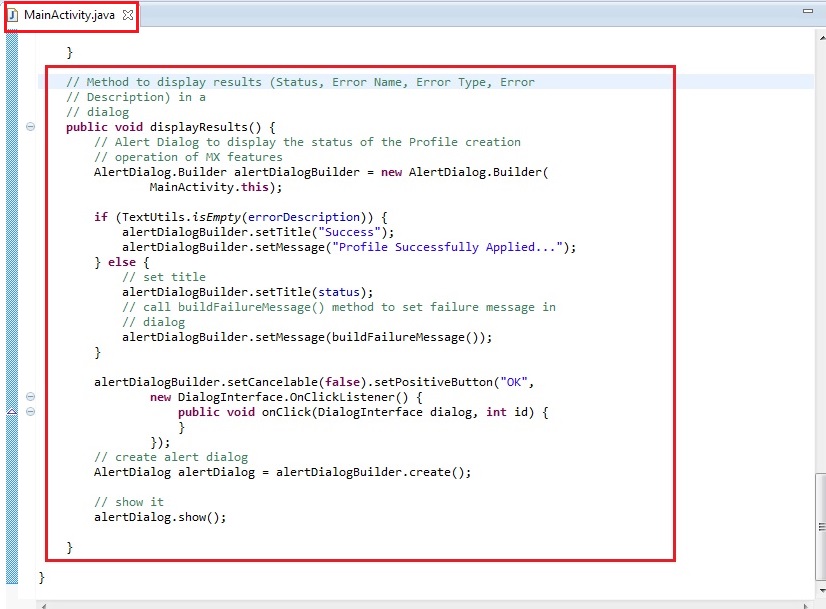 MainActivity.java
}
// Method to display results (Status, Error Name, Error Type, Error
// Description) in a
// dialog
public void displayResults() {
// Alert Dialog to display the status of the Profile creation
// operation of MX features
AlertDialog.Builder alertDialogBuilder = new AlertDialog.Builder(
MainActivity.this);
if (TextUtils.isEmpty(errorDescription)) {
alertDialogBuilder.setTitle("Success");
alertDialogBuilder.setMessage("Profile Successfully Applied...");
} else {
// set title
alertDialogBuilder.setTitle(status);
// call buildFailureMessage() method to set failure message in
// dialog
alertDialogBuilder.setMessage(buildFailureMessage());
}
alertDialogBuilder.setCancelable(false).setPositiveButton("OK",
new DialogInterface.OnClickListener() {
public void onClick(DialogInterface dialog, int id) {
}
});
// create alert dialog
AlertDialog alertDialog = alertDialogBuilder.create();
// show it
alertDialog.show();
}
}